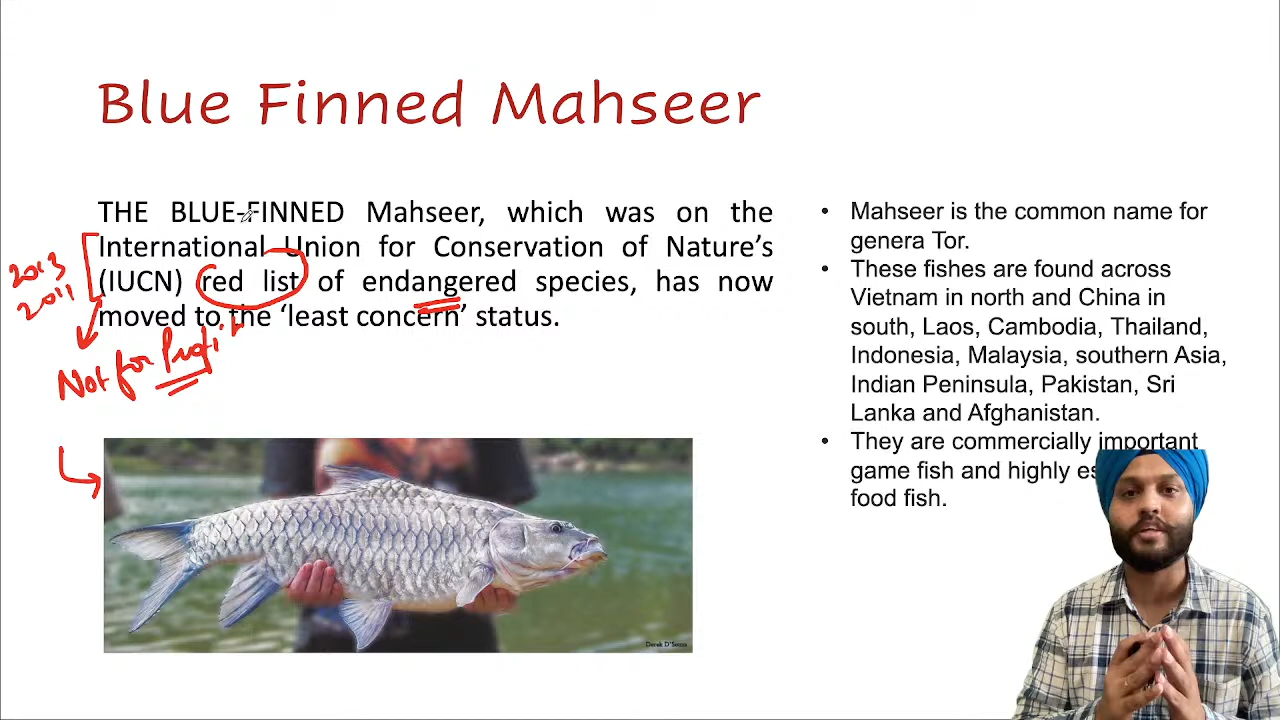 Blue Finned Mahseer
THE BLUE-FINNED Mahseer, which was on the
International Union for Conservation of Nature's
(IUCN) red list of endangered species, has now
moved to the 'least concern' status.
2013
2011
Not for Profit
• Mahseer is the common name for
genera Tor.
• These fishes are found across
Vietnam in north and China in
south, Laos, Cambodia, Thailand,
Indonesia, Malaysia, southern Asia,
Indian Peninsula, Pakistan, Sri
Lanka and Afghanistan.
• They are commercially important
game fish and highly
food fish.
Derek D'Souza